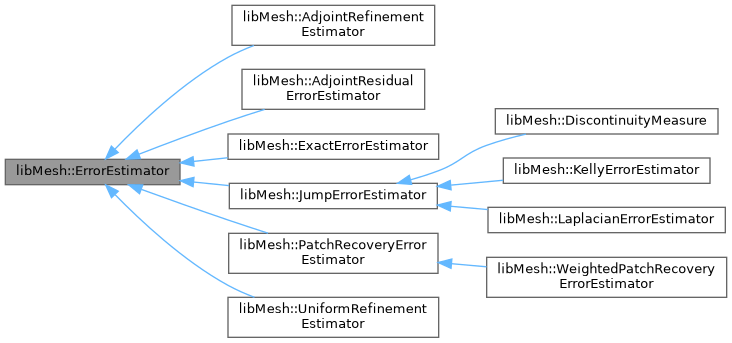 libMesh::AdjointRefinement
Estimator
libMesh::AdjointResidual
ErrorEstimator
libMesh::DiscontinuityMeasure
libMesh::ExactErrorEstimator
libMesh::KellyErrorEstimator
libMesh::ErrorEstimator
libMesh::JumpErrorEstimator
libMesh::LaplacianErrorEstimator
libMesh::PatchRecoveryError
Estimator
libMesh::WeightedPatchRecovery
ErrorEstimator
libMesh::UniformRefinement
Estimator